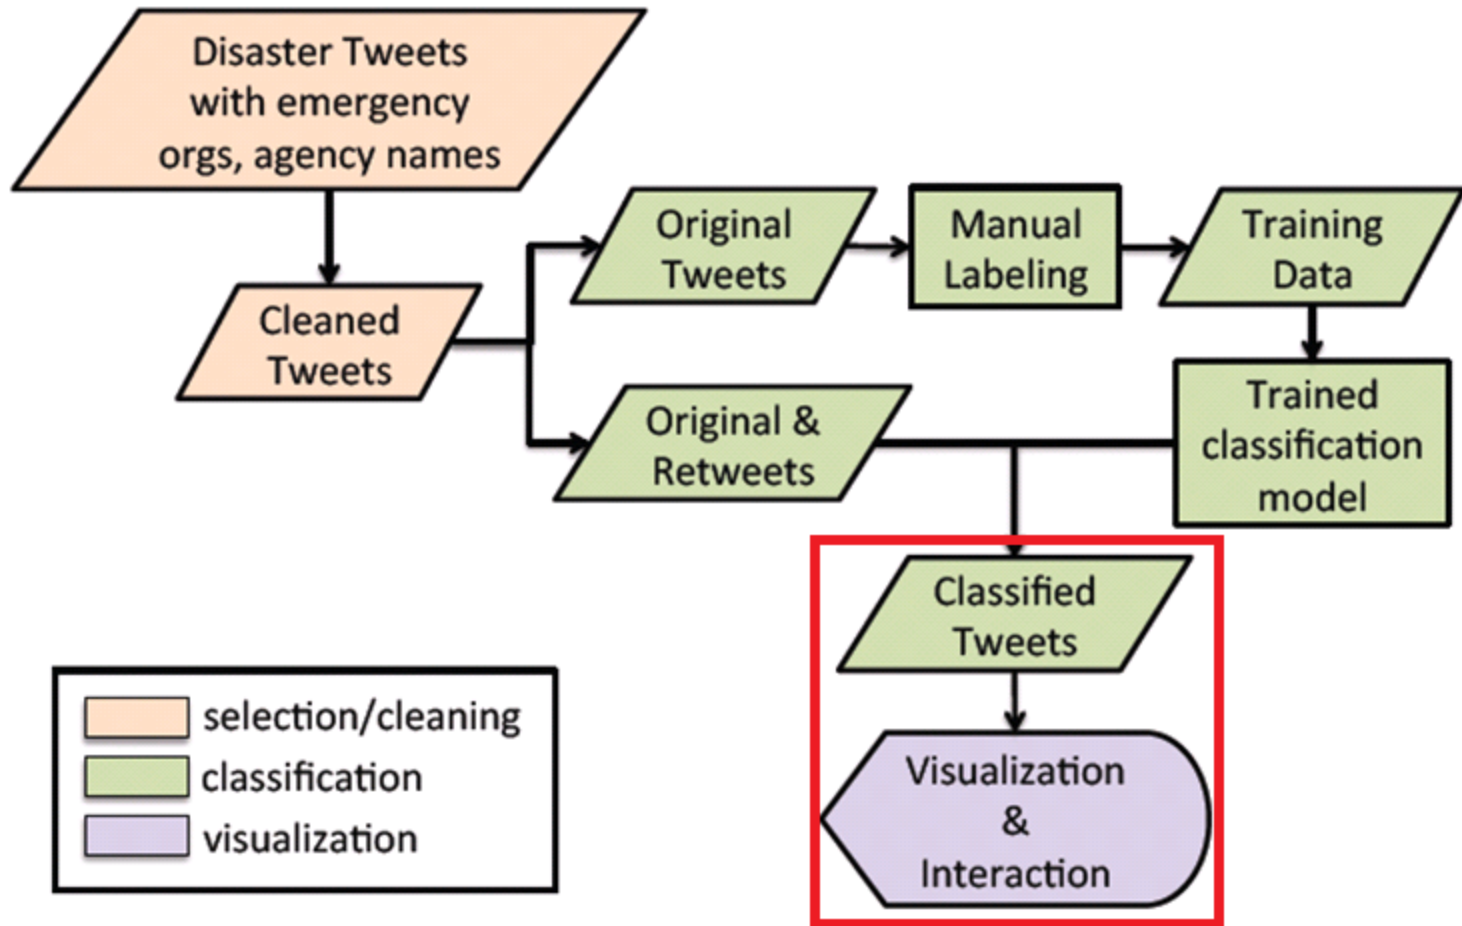 Disaster Tweets
with emergency
orgs, agency names
Original
Tweets
Manual
Labeling
Training
Data
Cleaned
Tweets
Original &
Retweets
Trained
classification
model
Classified
Tweets
Visualization
&
Interaction
selection/cleaning
classification
visualization